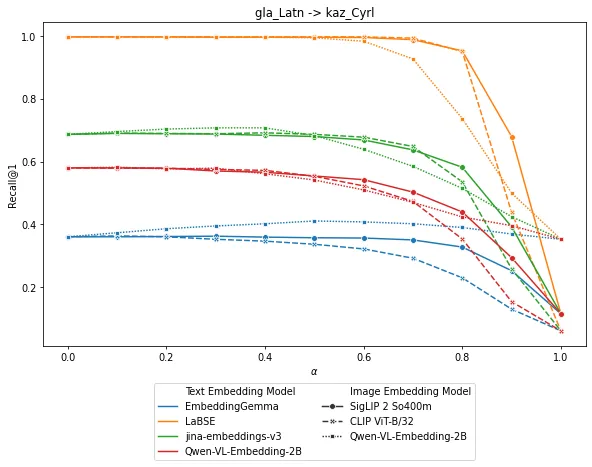 gla_Latn -> kaz_Cyrl
1.0
0.8
0.6
0.4
0.2
Recall@1
0.0 0.2 0.4 0.6 0.8 1.0
α
Text Embedding Model Image Embedding Model
EmbeddingGemma SigLIP 2 So400m
LaBSE CLIP ViT-B/32
jina-embeddings-v3 Qwen-VL-Embedding-2B
Qwen-VL-Embedding-2B